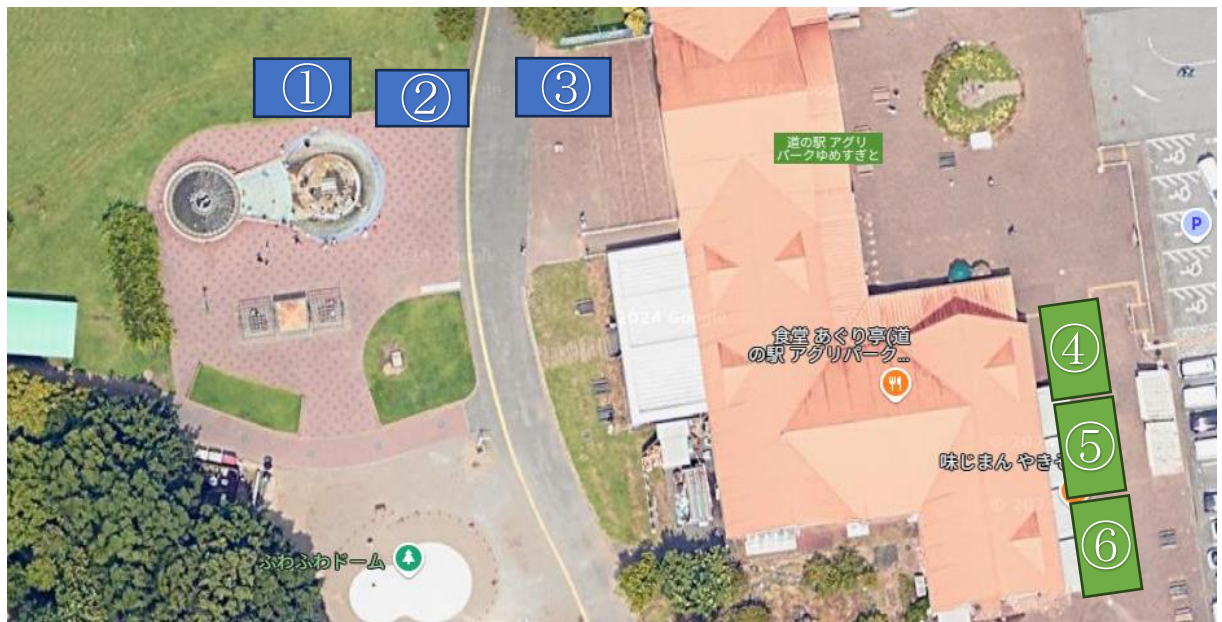 ①
②
③
道の駅 アグリ
パークゆめすぎと
P
食堂 あぐり亭(道
の駅 アグリパーク...
④
⑤
味じまん やきそ
⑥
ふわふわドーム
2024 Google